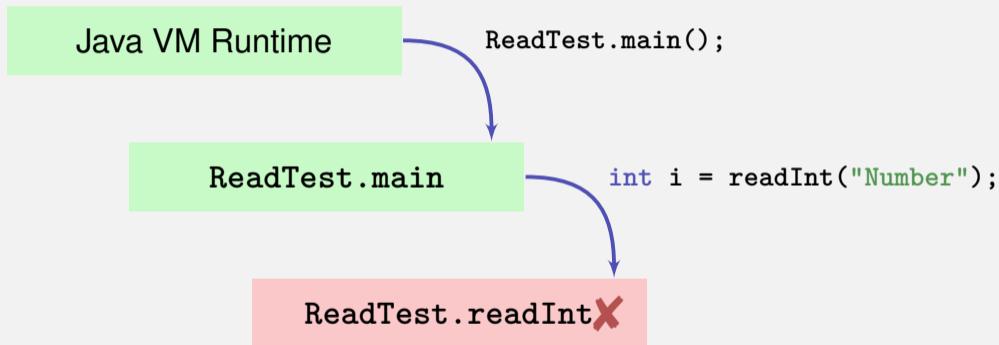 Java VM Runtime
ReadTest.main();
ReadTest.main
int i = readInt("Number");
ReadTest.readInt